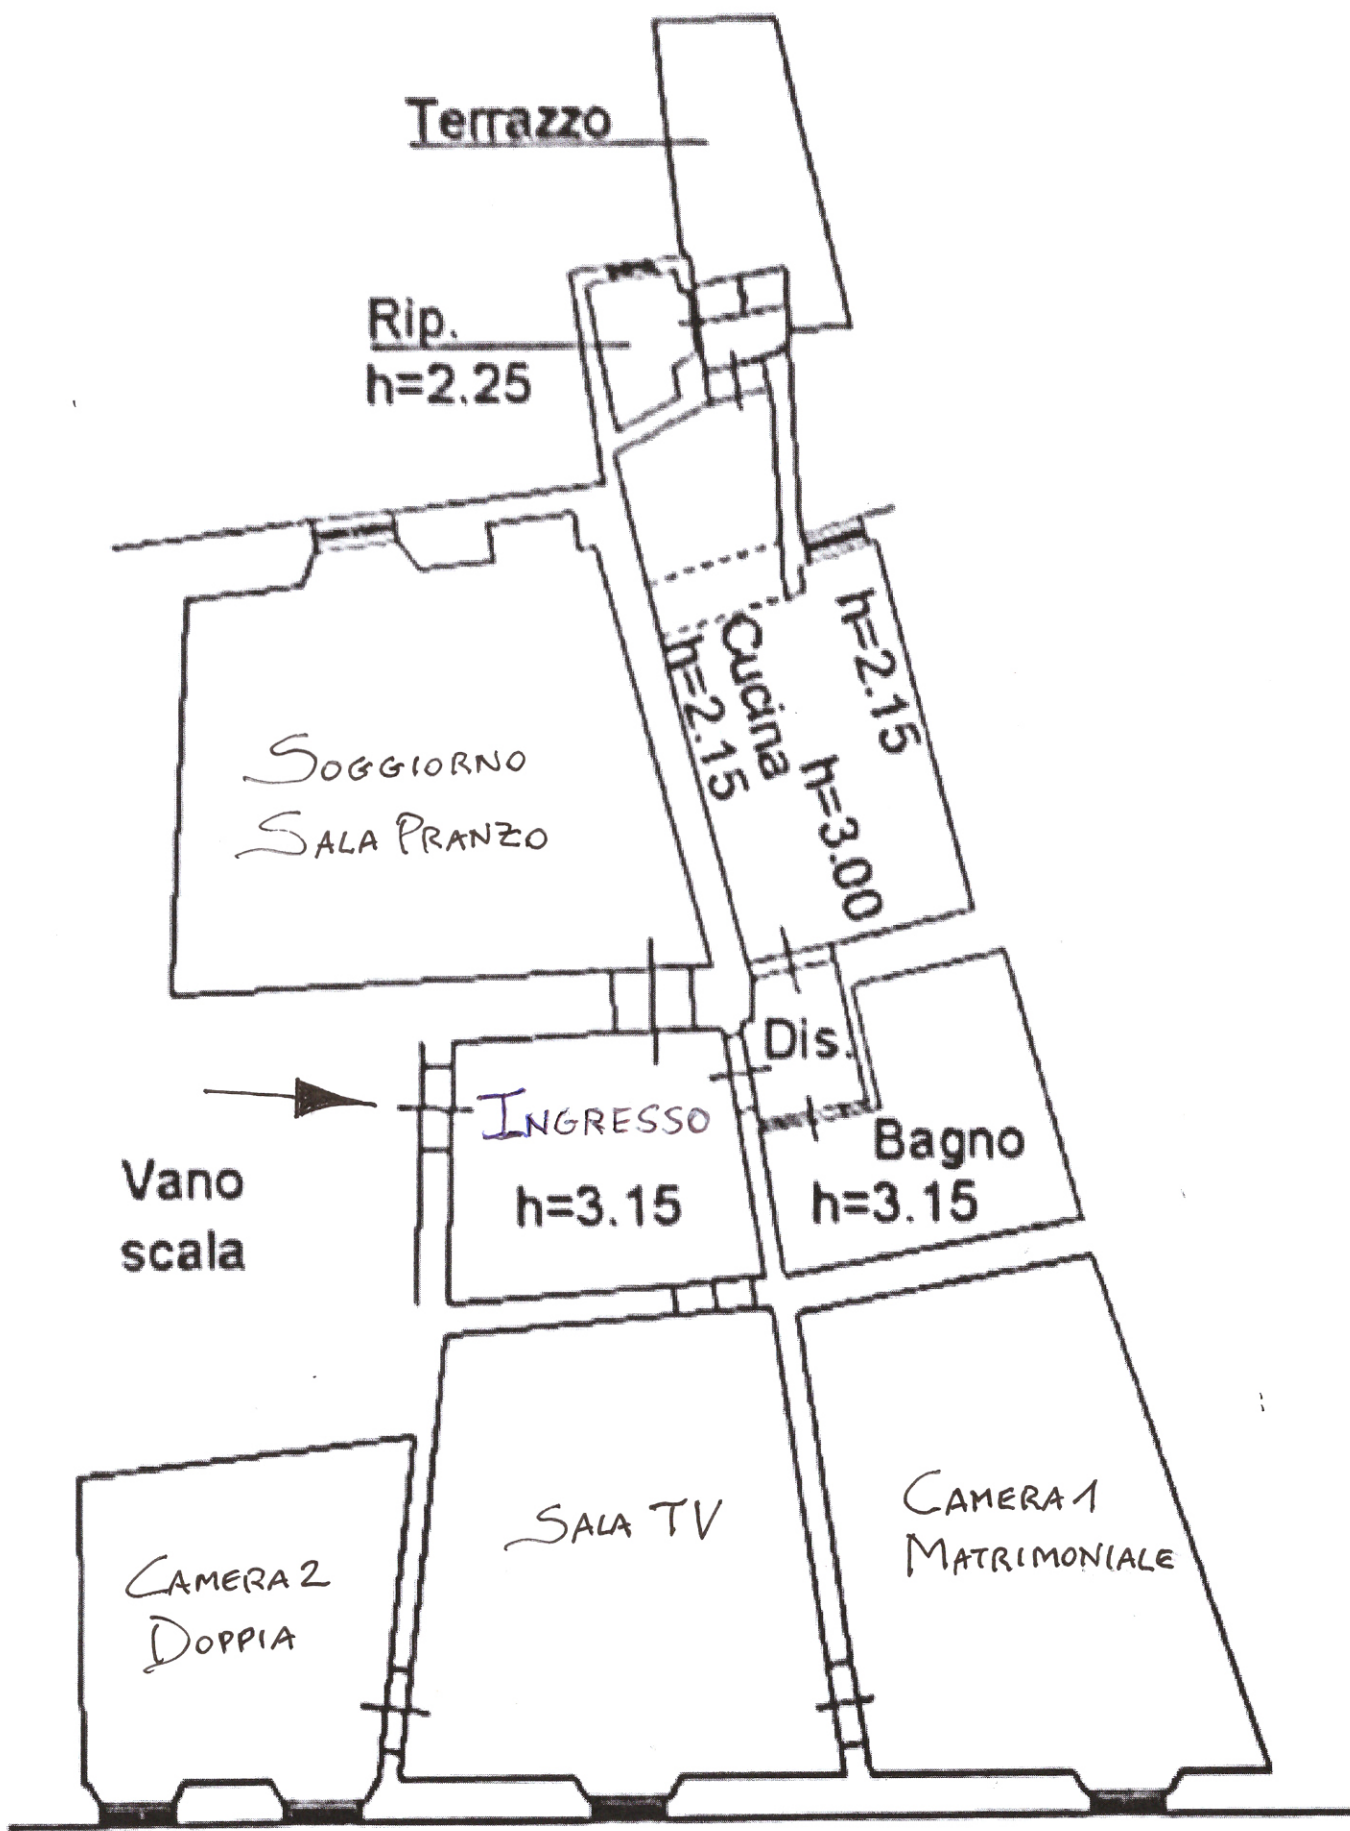 Terrazzo
Rip.
h=2.25
h=2.15
Cucina
h=2.15
h=3.00
SOGGIORNO
SALA PRANZO
Dis.
INGRESSO
h=3.15
Bagno
h=3.15
Vano
scala
SALA TV
CAMERA 1
MATRIMONIALE
CAMERA 2
DOPPIA